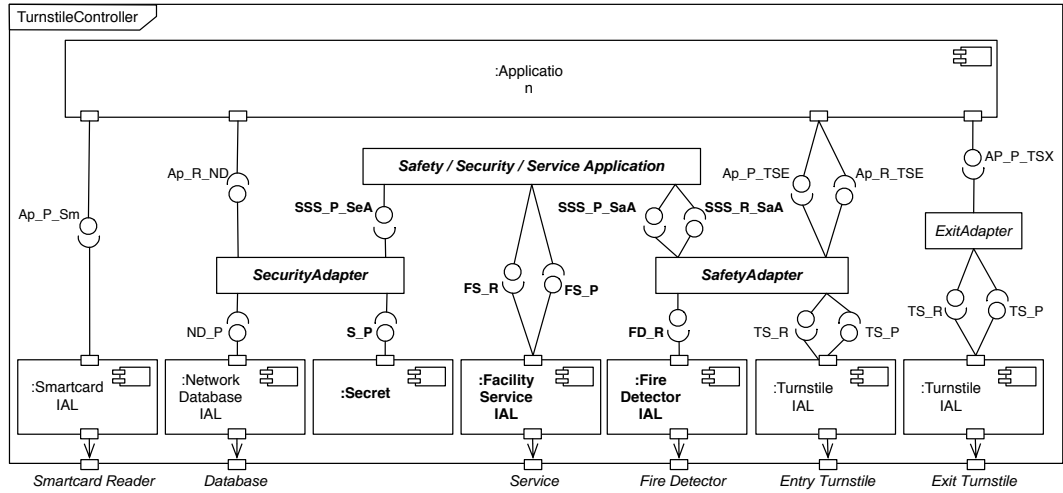 TurnstileController
:Applicatio
n
Safety / Security / Service Application
Ap_R_ND
Ap_P_TSE
Ap_R_TSE
AP_P_TSX
Ap_P_Sm
SSS_P_SeA
SSS_P_SaA
SSS_R_SaA
ExitAdapter
SecurityAdapter
SafetyAdapter
FS_R
FS_P
ND_P
S_P
FD_R
TS_R
TS_P
TS_R
TS_P
:Smartcard
IAL
:Network
Database
IAL
:Secret
:Facility
Service
IAL
:Fire
Detector
IAL
:Turnstile
IAL
:Turnstile
IAL
Smartcard Reader
Database
Service
Fire Detector
Entry Turnstile
Exit Turnstile